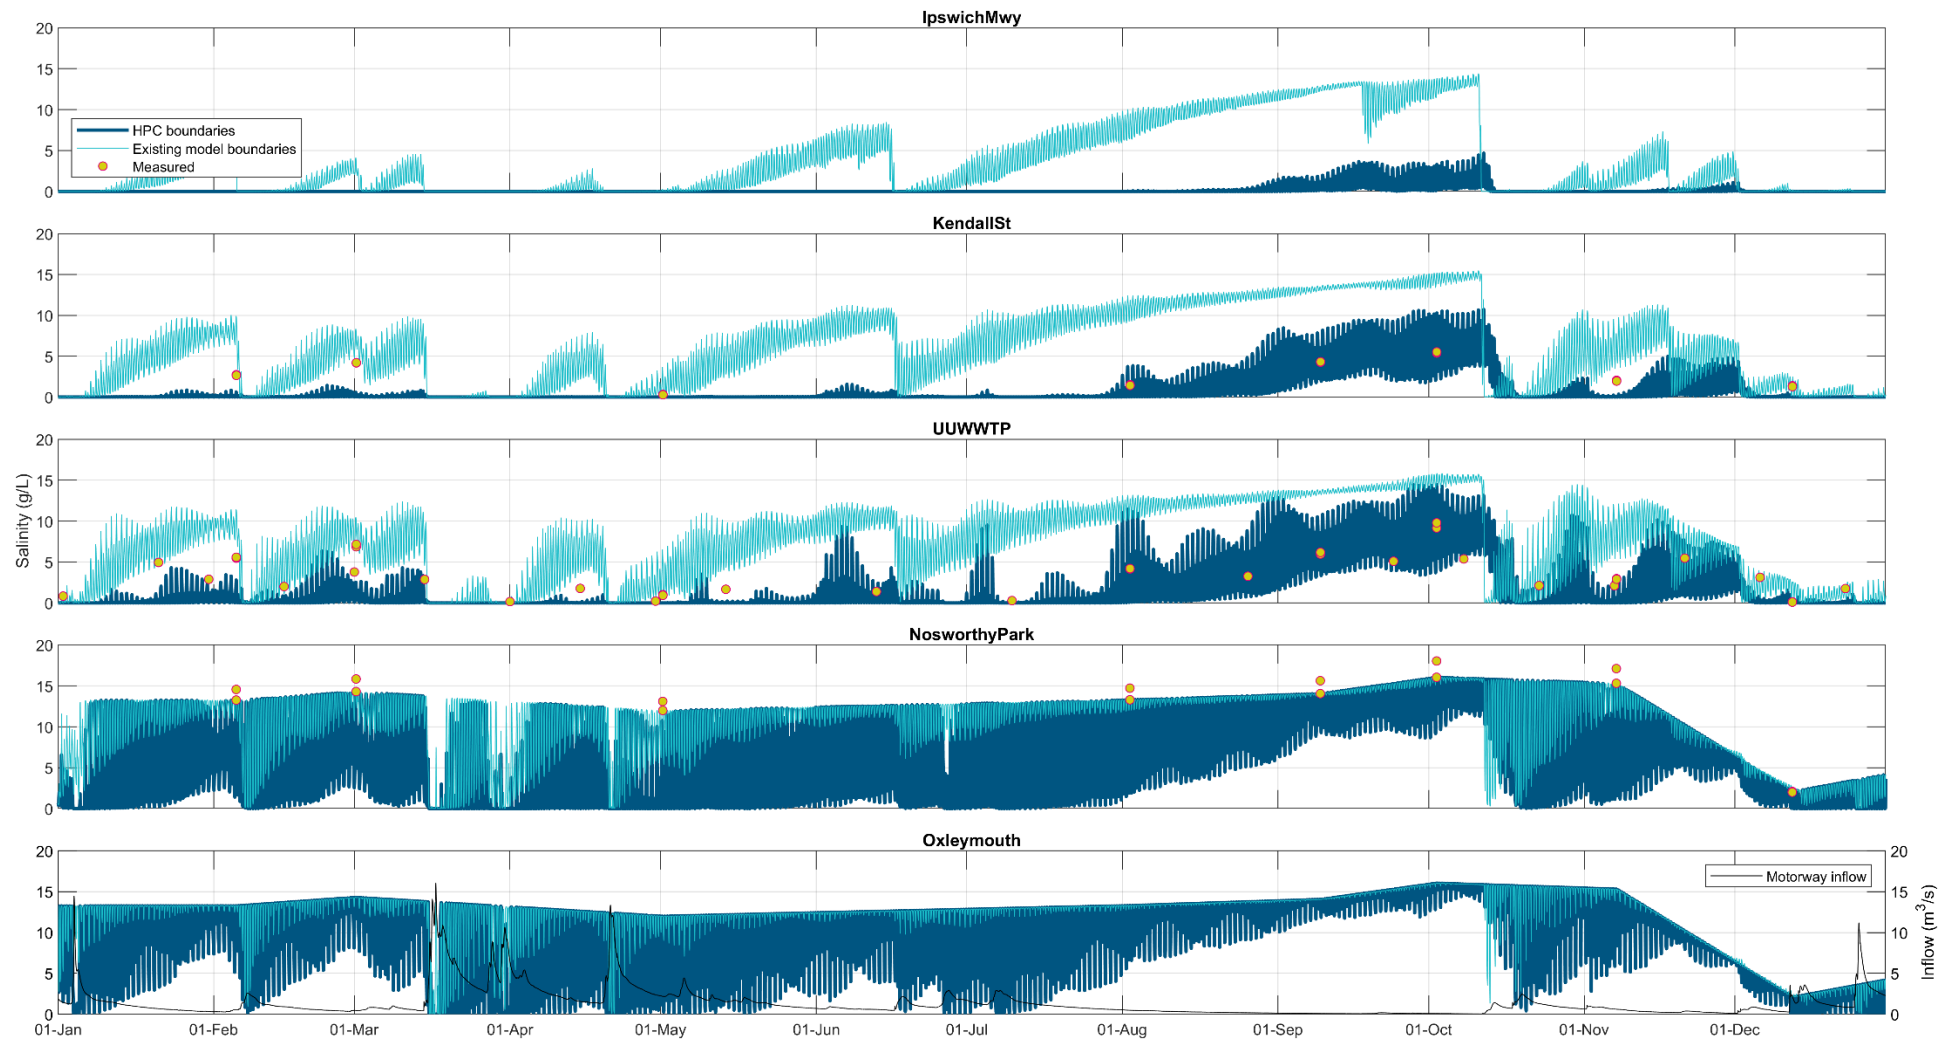 IpswichMwy
20
15
10
5
0
HPC boundaries
Existing model boundaries
Measured
KendallSt
20
15
10
5
0
UUWWTP
20
15
10
5
0
Salinity (g/L)
NosworthyPark
20
15
10
5
0
Oxleymouth
20
15
10
5
0
Motorway inflow
20
15
10
5
0
Inflow (m³/s)
01-Jan 01-Feb 01-Mar 01-Apr 01-May 01-Jun 01-Jul 01-Aug 01-Sep 01-Oct 01-Nov 01-Dec